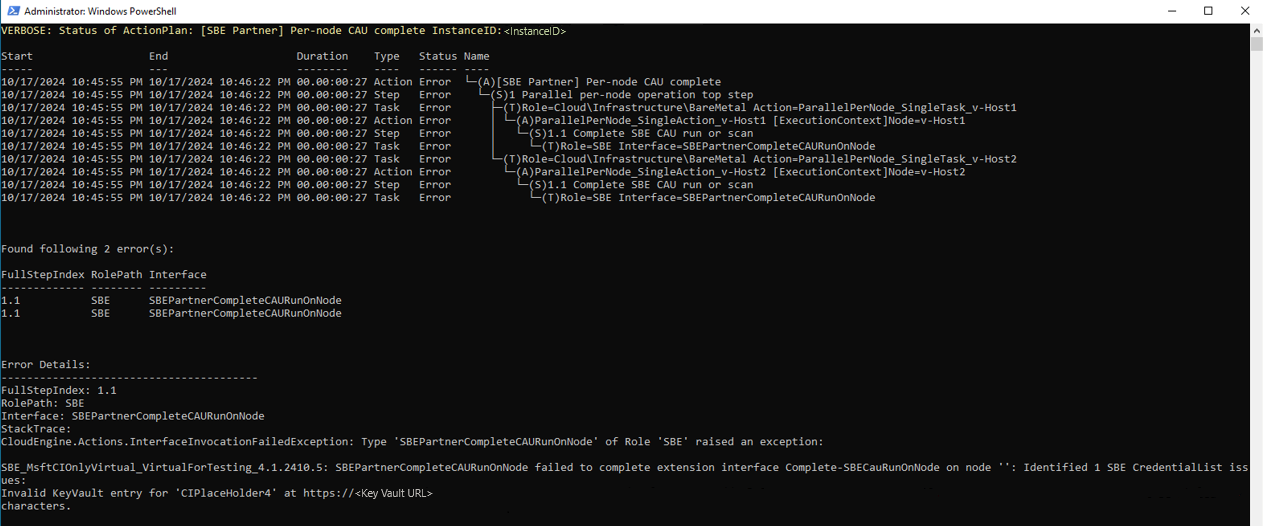 Administrator: Windows PowerShell
VERBOSE: Status of ActionPlan: [SBE Partner] Per-node CAU complete InstanceID:<InstanceID>
Start End Duration Type Status Name
----- --- -------- ---- ------ ----
10/17/2024 10:45:55 PM 10/17/2024 10:46:22 PM 00.00:00:27 Action Error └─(A)[SBE Partner] Per-node CAU complete
10/17/2024 10:45:55 PM 10/17/2024 10:46:22 PM 00.00:00:27 Step Error └─(S)1 Parallel per-node operation top step
10/17/2024 10:45:55 PM 10/17/2024 10:46:22 PM 00.00:00:27 Task Error ├─(T)Role=Cloud\Infrastructure\BareMetal Action=ParallelPerNode_SingleTask_v-Host1
10/17/2024 10:45:55 PM 10/17/2024 10:46:22 PM 00.00:00:27 Action Error │ └─(A)ParallelPerNode_SingleAction_v-Host1 [ExecutionContext]Node=v-Host1
10/17/2024 10:45:55 PM 10/17/2024 10:46:22 PM 00.00:00:27 Step Error │ └─(S)1.1 Complete SBE CAU run or scan
10/17/2024 10:45:55 PM 10/17/2024 10:46:22 PM 00.00:00:27 Task Error │ └─(T)Role=SBE Interface=SBEPartnerCompleteCAURunOnNode
10/17/2024 10:45:55 PM 10/17/2024 10:46:22 PM 00.00:00:27 Task Error └─(T)Role=Cloud\Infrastructure\BareMetal Action=ParallelPerNode_SingleTask_v-Host2
10/17/2024 10:45:55 PM 10/17/2024 10:46:22 PM 00.00:00:27 Action Error └─(A)ParallelPerNode_SingleAction_v-Host2 [ExecutionContext]Node=v-Host2
10/17/2024 10:45:55 PM 10/17/2024 10:46:22 PM 00.00:00:27 Step Error └─(S)1.1 Complete SBE CAU run or scan
10/17/2024 10:45:55 PM 10/17/2024 10:46:22 PM 00.00:00:27 Task Error └─(T)Role=SBE Interface=SBEPartnerCompleteCAURunOnNode
Found following 2 error(s):
FullStepIndex RolePath Interface
------------- -------- ---------
1.1 SBE SBEPartnerCompleteCAURunOnNode
1.1 SBE SBEPartnerCompleteCAURunOnNode
Error Details:
----------------------------------------
FullStepIndex: 1.1
RolePath: SBE
Interface: SBEPartnerCompleteCAURunOnNode
StackTrace:
CloudEngine.Actions.InterfaceInvocationFailedException: Type 'SBEPartnerCompleteCAURunOnNode' of Role 'SBE' raised an exception:
SBE_MsftCIOnlyVirtual_VirtualForTesting_4.1.2410.5: SBEPartnerCompleteCAURunOnNode failed to complete extension interface Complete-SBECauRunOnNode on node '': Identified 1 SBE CredentialList iss
ues:
Invalid KeyVault entry for 'CIPlaceHolder4' at https://<Key Vault URL>
characters.